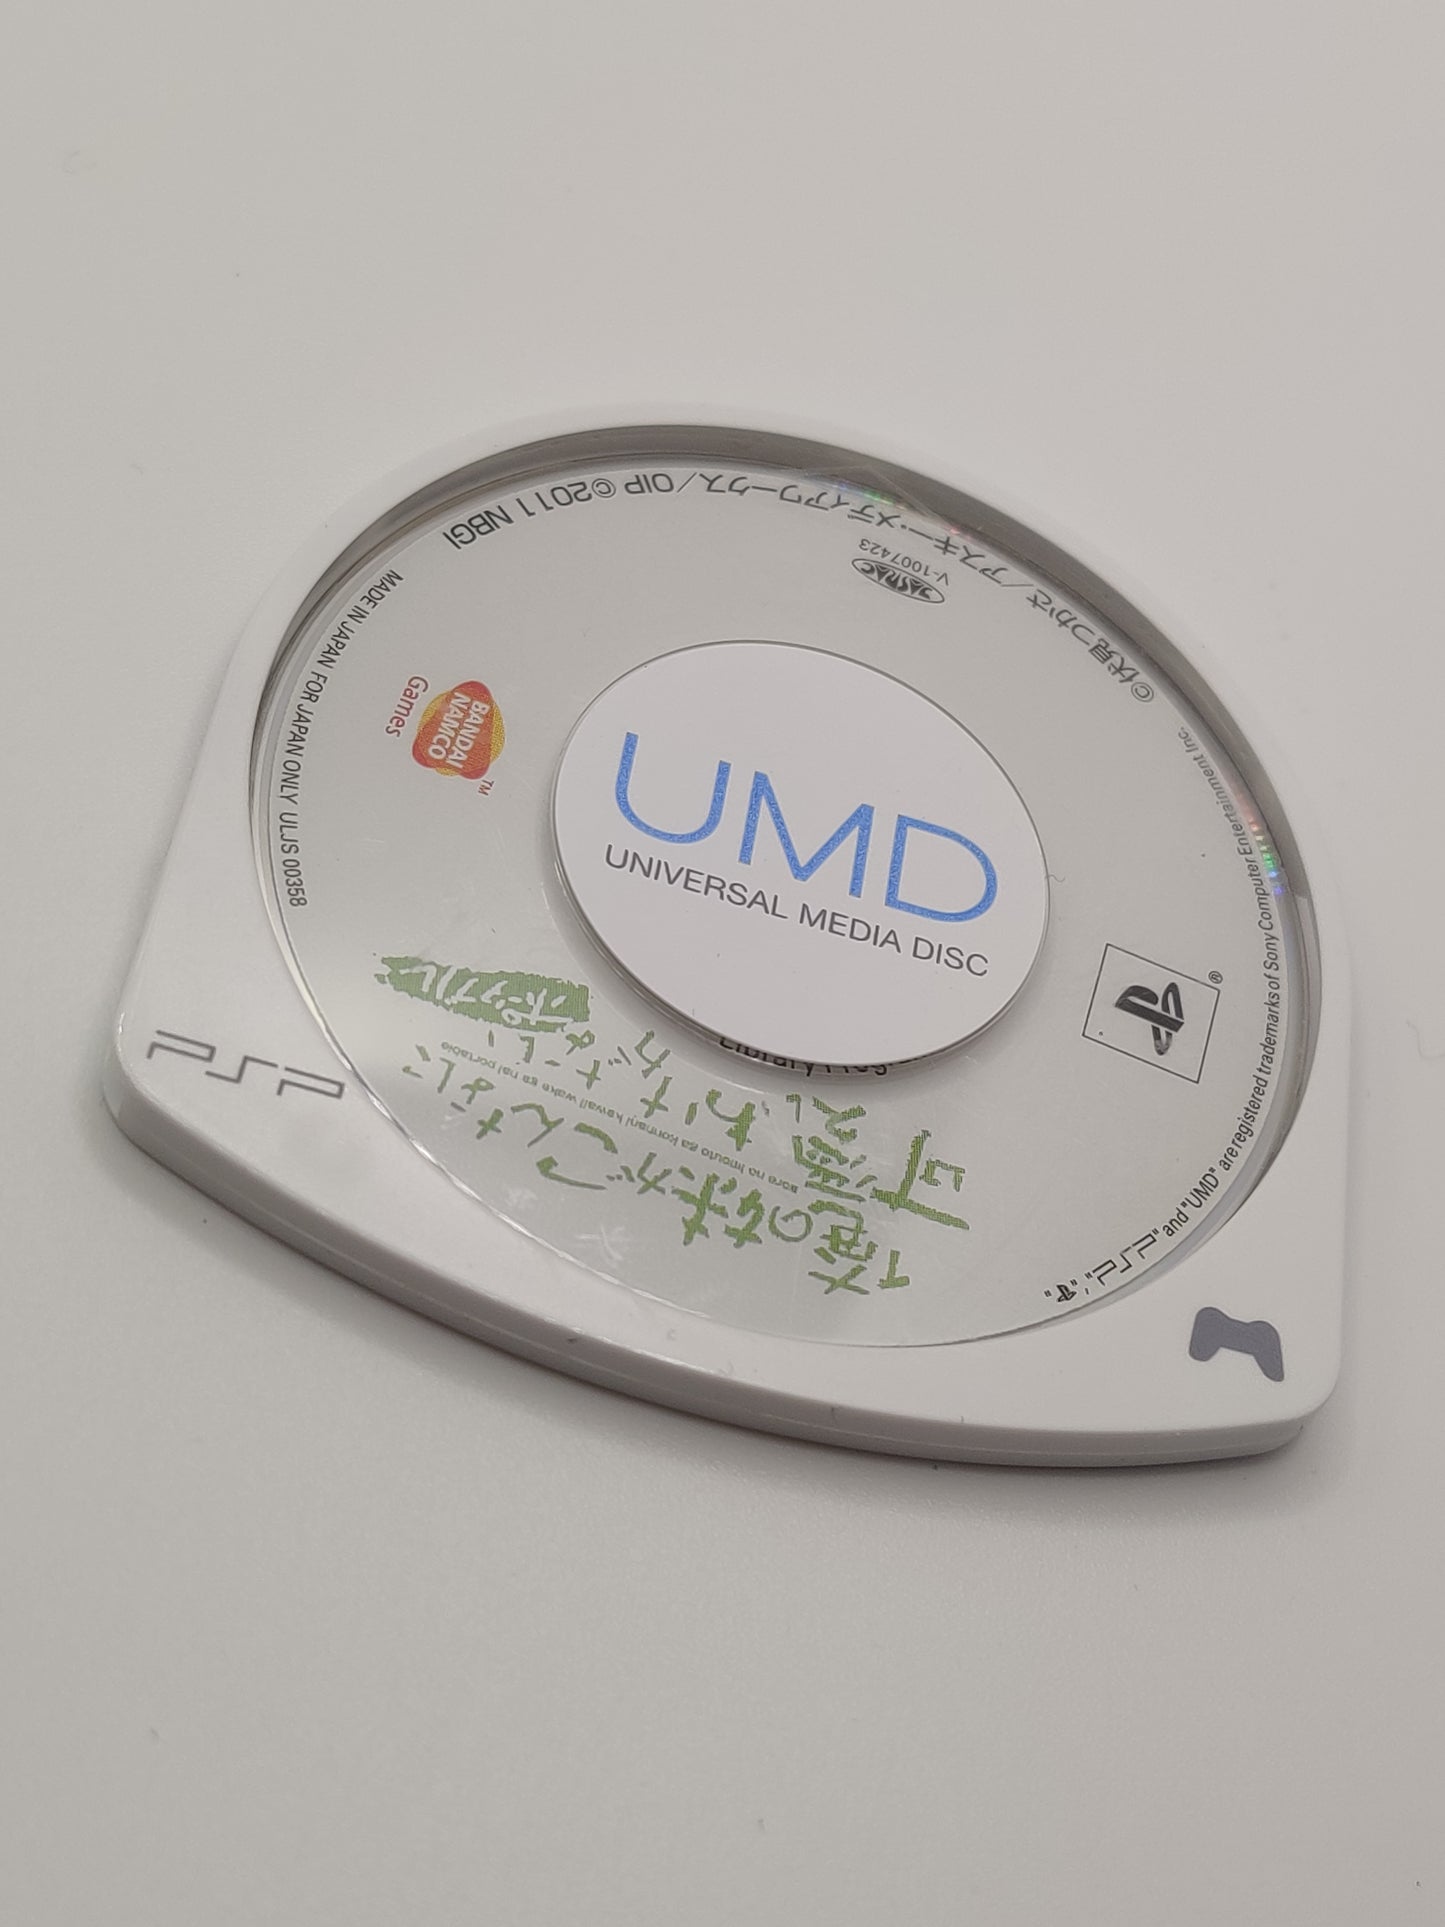 UMD
UNIVERSAL MEDIA DISC
俺の妹がこんなに
可愛いわけがない
ポータブル
ore no imouto ga konnani kawaii wake ga nai portable
Library Prog
BANDAI
NAMCO
TM
Games
MADE IN JAPAN FOR JAPAN ONLY ULJS 00358
©伏見つかさ/アスキー・メディアワークス/OIP ©2011 NBGI
JASRAC
V-1007423
®
"PSP" and "UMD" are registered trademarks of Sony Computer Entertainment Inc.
PSP